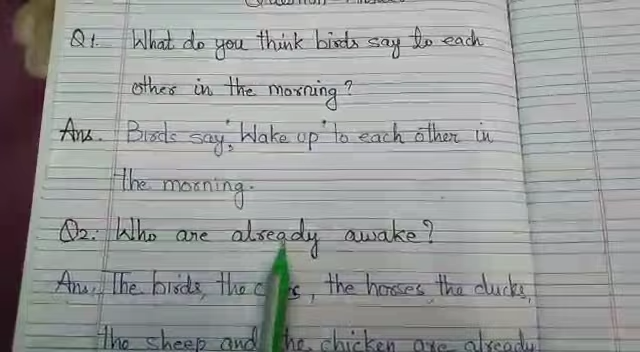 Question - Answer
Q1. What do you think birds say to each
other in the morning?
Ans. Birds say, "Wake up" to each other in
the morning.
Q2: Who are already awake?
Ans. The birds, the , the horses, the ducks,
the sheep and the chicken are already